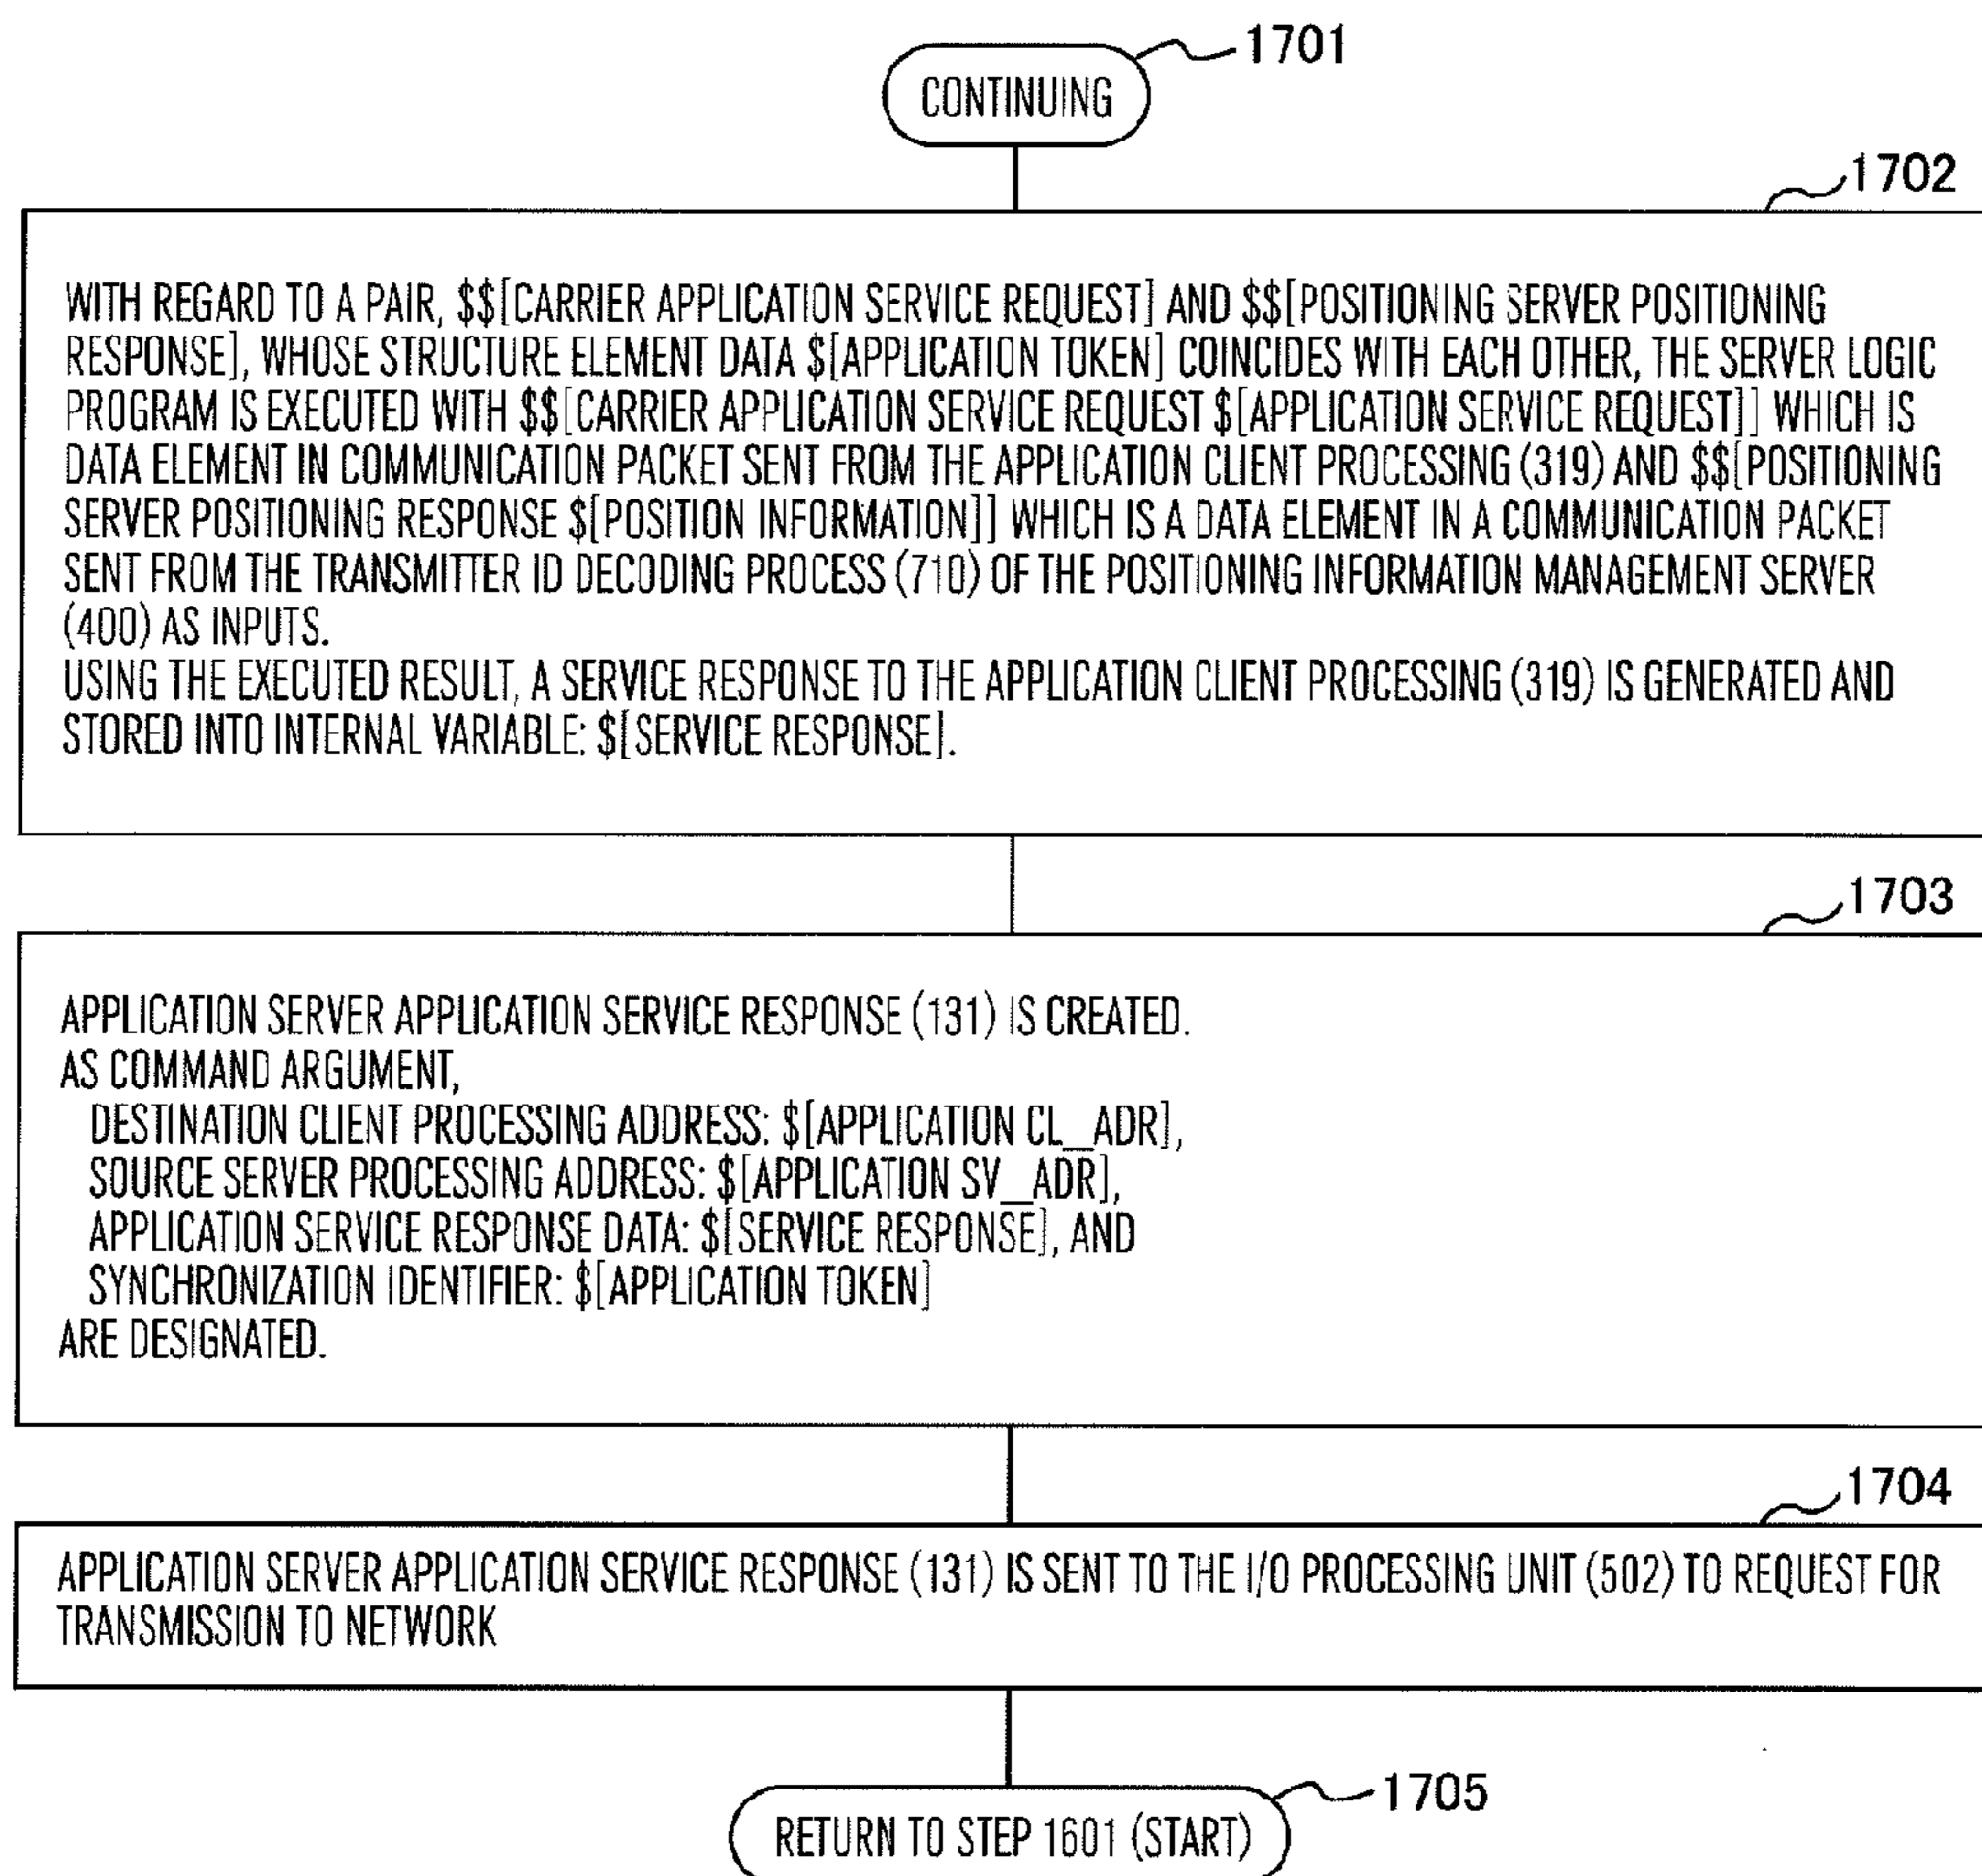 1701
CONTINUING
1702
WITH REGARD TO A PAIR, $$[CARRIER APPLICATION SERVICE REQUEST] AND $$[POSITIONING SERVER POSITIONING
RESPONSE], WHOSE STRUCTURE ELEMENT DATA $[APPLICATION TOKEN] COINCIDES WITH EACH OTHER, THE SERVER LOGIC
PROGRAM IS EXECUTED WITH $$[CARRIER APPLICATION SERVICE REQUEST $[APPLICATION SERVICE REQUEST]] WHICH IS
DATA ELEMENT IN COMMUNICATION PACKET SENT FROM THE APPLICATION CLIENT PROCESSING (319) AND $$[POSITIONING
SERVER POSITIONING RESPONSE $[POSITION INFORMATION]] WHICH IS A DATA ELEMENT IN A COMMUNICATION PACKET
SENT FROM THE TRANSMITTER ID DECODING PROCESS (710) OF THE POSITIONING INFORMATION MANAGEMENT SERVER
(400) AS INPUTS.
USING THE EXECUTED RESULT, A SERVICE RESPONSE TO THE APPLICATION CLIENT PROCESSING (319) IS GENERATED AND
STORED INTO INTERNAL VARIABLE: $[SERVICE RESPONSE].
1703
APPLICATION SERVER APPLICATION SERVICE RESPONSE (131) IS CREATED.
AS COMMAND ARGUMENT,
DESTINATION CLIENT PROCESSING ADDRESS: $[APPLICATION CL_ADR],
SOURCE SERVER PROCESSING ADDRESS: $[APPLICATION SV_ADR],
APPLICATION SERVICE RESPONSE DATA: $[SERVICE RESPONSE], AND
SYNCHRONIZATION IDENTIFIER: $[APPLICATION TOKEN]
ARE DESIGNATED.
1704
APPLICATION SERVER APPLICATION SERVICE RESPONSE (131) IS SENT TO THE I/O PROCESSING UNIT (502) TO REQUEST FOR
TRANSMISSION TO NETWORK
1705
RETURN TO STEP 1601 (START)